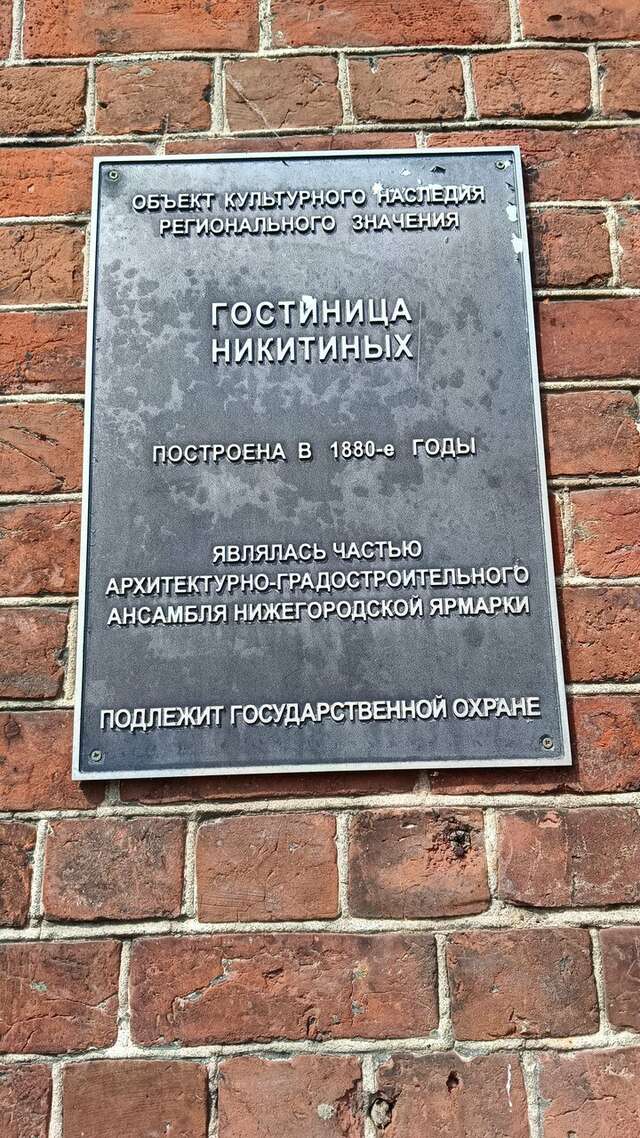 ОБЪЕКТ КУЛЬТУРНОГО НАСЛЕДИЯ
РЕГИОНАЛЬНОГО ЗНАЧЕНИЯ
ГОСТИНИЦА
НИКИТИНЫХ
ПОСТРОЕНА В 1880-е ГОДЫ
ЯВЛЯЛАСЬ ЧАСТЬЮ
АРХИТЕКТУРНО-ГРАДОСТРОИТЕЛЬНОГО
АНСАМБЛЯ НИЖЕГОРОДСКОЙ ЯРМАРКИ
ПОДЛЕЖИТ ГОСУДАРСТВЕННОЙ ОХРАНЕ